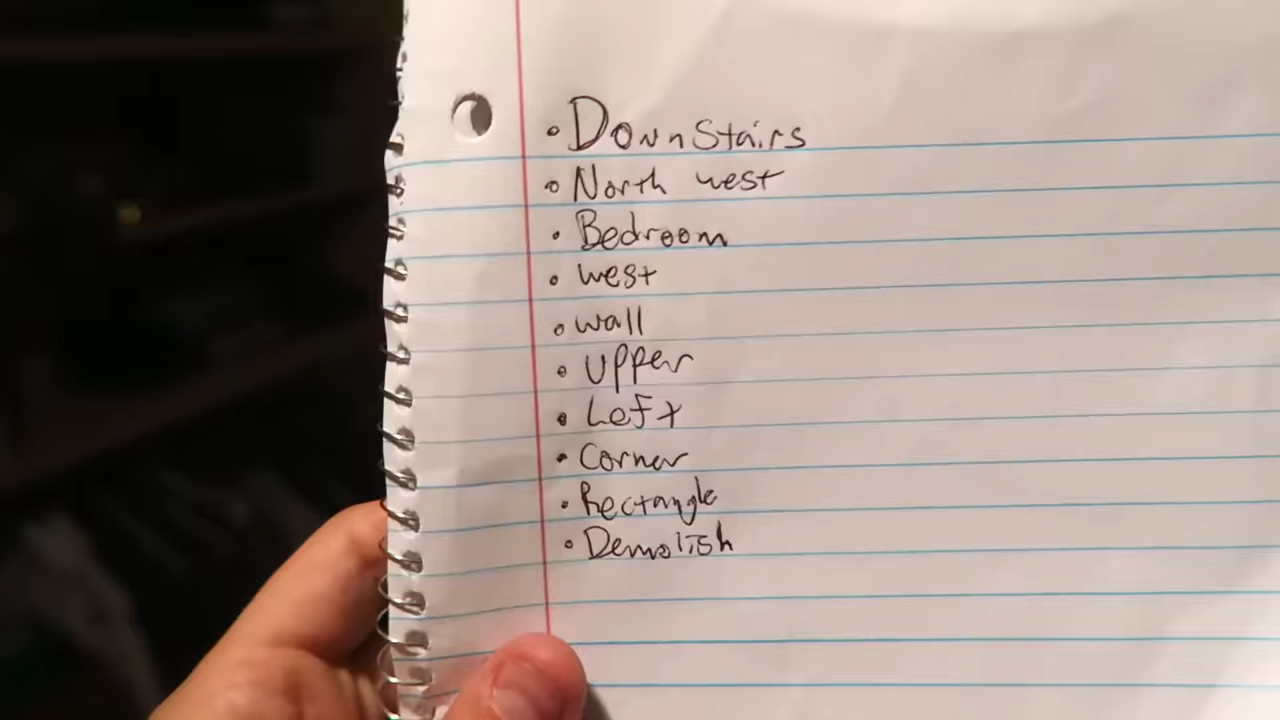 • DownStairs
• North west
• Bedroom
• west
• wall
• Upper
• Left
• Corner
• Rectangle
• Demolish